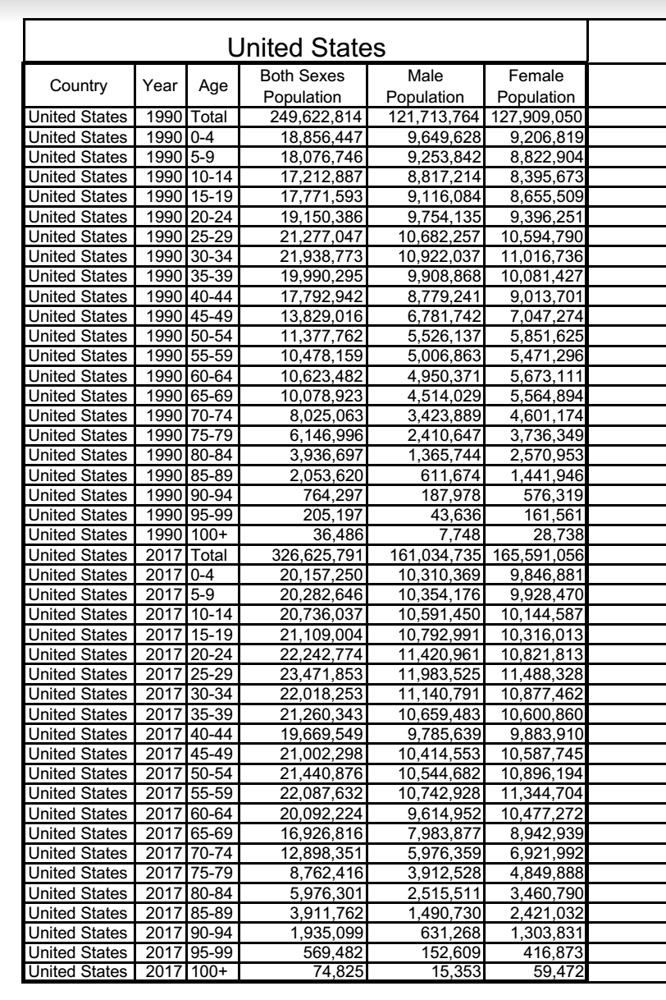 United States
Country Year Age Both Sexes Population Male Population Female Population
United States 1990 Total 249,622,814 121,713,764 127,909,050
United States 1990 0-4 18,856,447 9,649,628 9,206,819
United States 1990 5-9 18,076,746 9,253,842 8,822,904
United States 1990 10-14 17,212,887 8,817,214 8,395,673
United States 1990 15-19 17,771,593 9,116,084 8,655,509
United States 1990 20-24 19,150,386 9,754,135 9,396,251
United States 1990 25-29 21,277,047 10,682,257 10,594,790
United States 1990 30-34 21,938,773 10,922,037 11,016,736
United States 1990 35-39 19,990,295 9,908,868 10,081,427
United States 1990 40-44 17,792,942 8,779,241 9,013,701
United States 1990 45-49 13,829,016 6,781,742 7,047,274
United States 1990 50-54 11,377,762 5,526,137 5,851,625
United States 1990 55-59 10,478,159 5,006,863 5,471,296
United States 1990 60-64 10,623,482 4,950,371 5,673,111
United States 1990 65-69 10,078,923 4,514,029 5,564,894
United States 1990 70-74 8,025,063 3,423,889 4,601,174
United States 1990 75-79 6,146,996 2,410,647 3,736,349
United States 1990 80-84 3,936,697 1,365,744 2,570,953
United States 1990 85-89 2,053,620 611,674 1,441,946
United States 1990 90-94 764,297 187,978 576,319
United States 1990 95-99 205,197 43,636 161,561
United States 1990 100+ 36,486 7,748 28,738
United States 2017 Total 326,625,791 161,034,735 165,591,056
United States 2017 0-4 20,157,250 10,310,369 9,846,881
United States 2017 5-9 20,282,646 10,354,176 9,928,470
United States 2017 10-14 20,736,037 10,591,450 10,144,587
United States 2017 15-19 21,109,004 10,792,991 10,316,013
United States 2017 20-24 22,242,774 11,420,961 10,821,813
United States 2017 25-29 23,471,853 11,983,525 11,488,328
United States 2017 30-34 22,018,253 11,140,791 10,877,462
United States 2017 35-39 21,260,343 10,659,483 10,600,860
United States 2017 40-44 19,669,549 9,785,639 9,883,910
United States 2017 45-49 21,002,298 10,414,553 10,587,745
United States 2017 50-54 21,440,876 10,544,682 10,896,194
United States 2017 55-59 22,087,632 10,742,928 11,344,704
United States 2017 60-64 20,092,224 9,614,952 10,477,272
United States 2017 65-69 16,926,816 7,983,877 8,942,939
United States 2017 70-74 12,898,351 5,976,359 6,921,992
United States 2017 75-79 8,762,416 3,912,528 4,849,888
United States 2017 80-84 5,976,301 2,515,511 3,460,790
United States 2017 85-89 3,911,762 1,490,730 2,421,032
United States 2017 90-94 1,935,099 631,268 1,303,831
United States 2017 95-99 569,482 152,609 416,873
United States 2017 100+ 74,825 15,353 59,472